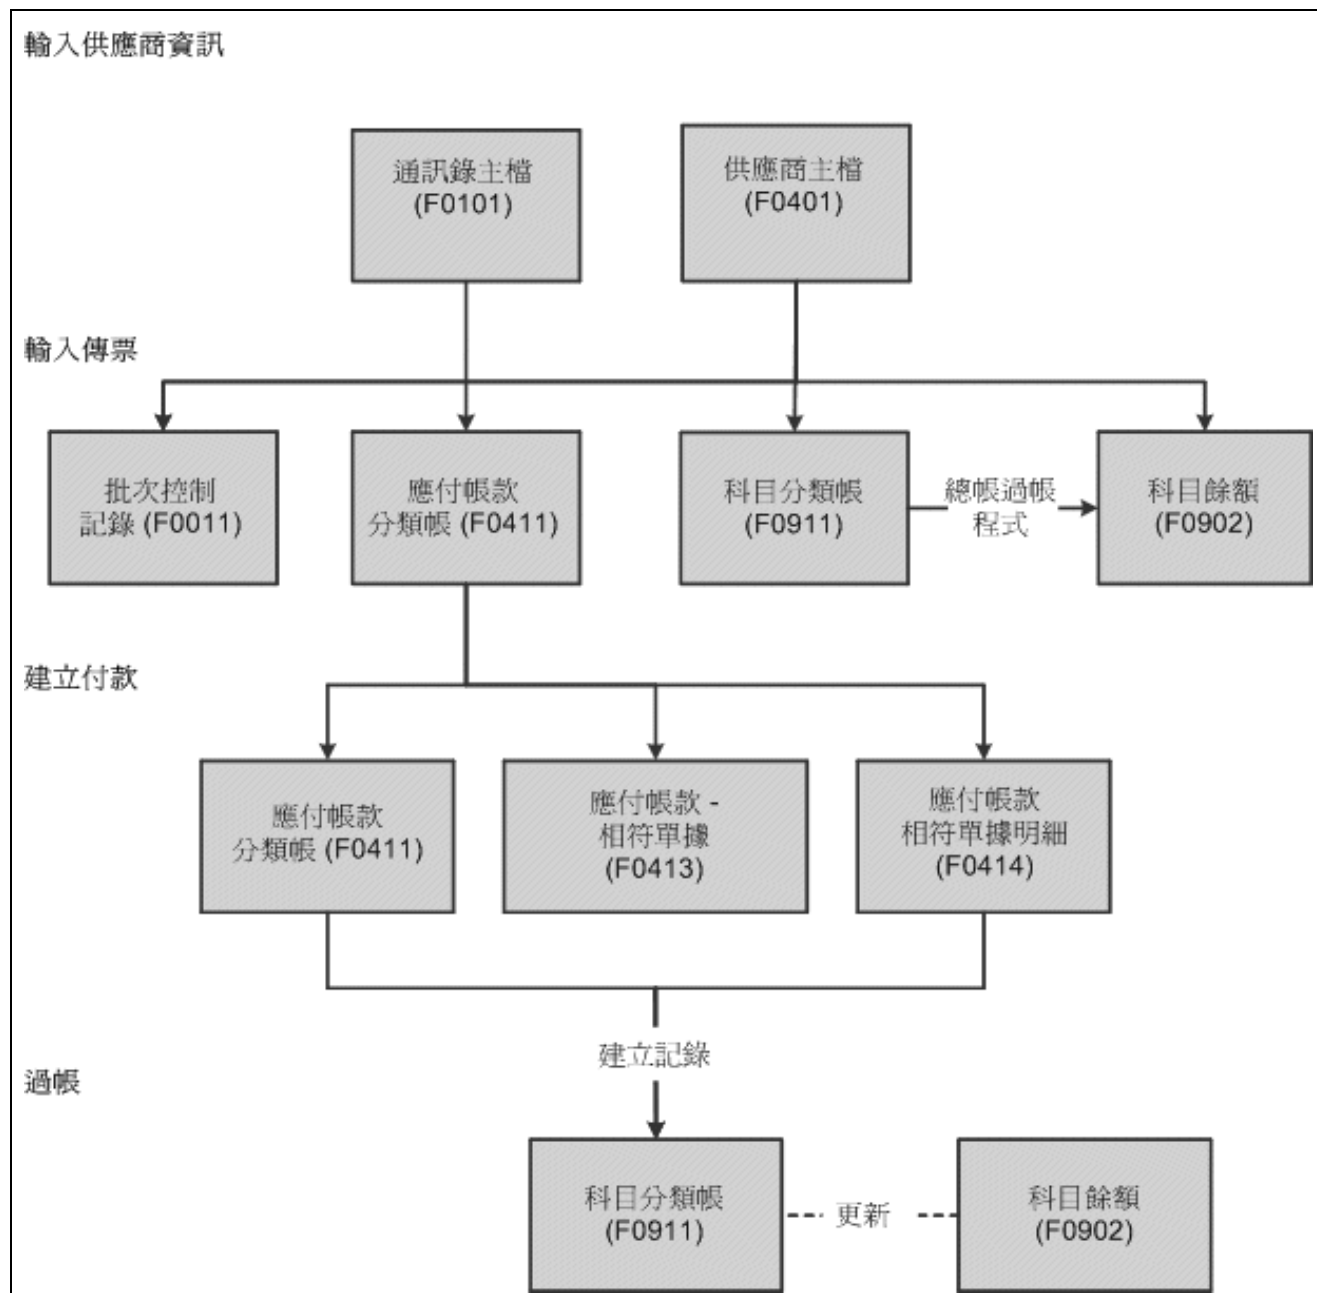 輸入供應商資訊
通訊錄主檔
(F0101)
供應商主檔
(F0401)
輸入傳票
批次控制
記錄 (F0011)
應付帳款
分類帳 (F0411)
科目分類帳
(F0911)
總帳過帳
程式
科目餘額
(F0902)
建立付款
應付帳款
分類帳 (F0411)
應付帳款 -
相符單據
(F0413)
應付帳款
相符單據明細
(F0414)
建立記錄
過帳
科目分類帳
(F0911)
更新
科目餘額
(F0902)